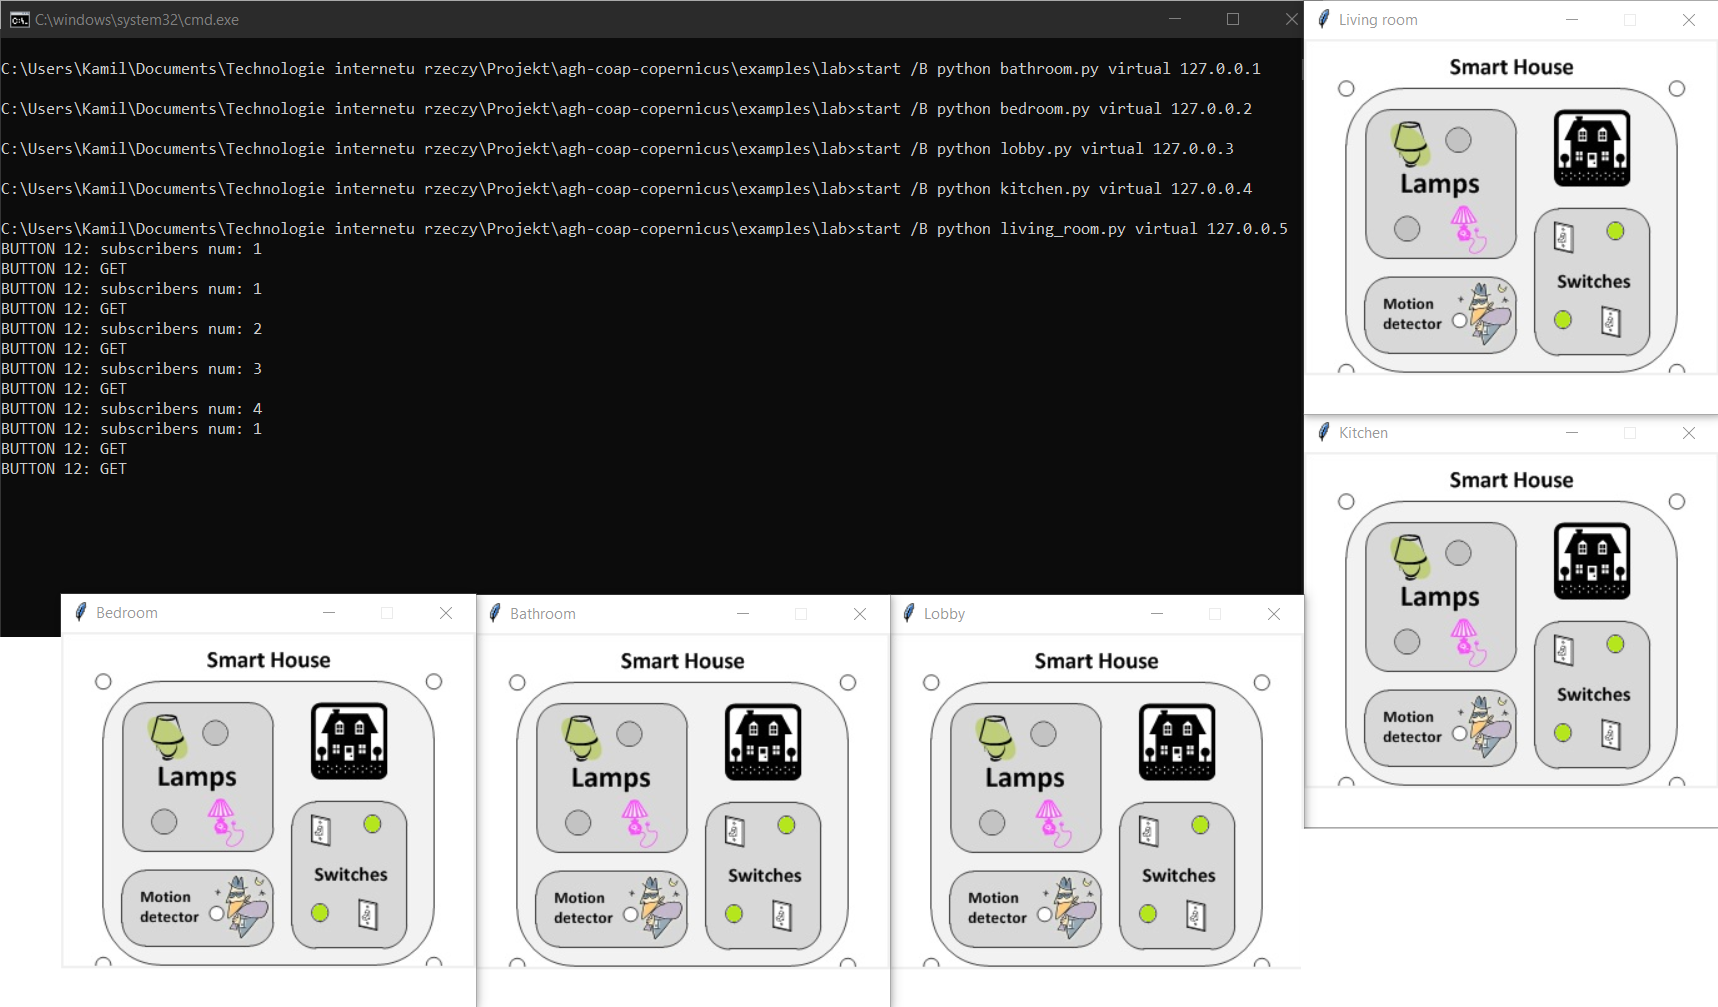 C:\windows\system32\cmd.exe
C:\Users\Kamil\Documents\Technologie internetu rzeczy\Projekt\agh-coap-copernicus\examples\lab>start /B python bathroom.py virtual 127.0.0.1
C:\Users\Kamil\Documents\Technologie internetu rzeczy\Projekt\agh-coap-copernicus\examples\lab>start /B python bedroom.py virtual 127.0.0.2
C:\Users\Kamil\Documents\Technologie internetu rzeczy\Projekt\agh-coap-copernicus\examples\lab>start /B python lobby.py virtual 127.0.0.3
C:\Users\Kamil\Documents\Technologie internetu rzeczy\Projekt\agh-coap-copernicus\examples\lab>start /B python kitchen.py virtual 127.0.0.4
C:\Users\Kamil\Documents\Technologie internetu rzeczy\Projekt\agh-coap-copernicus\examples\lab>start /B python living_room.py virtual 127.0.0.5
BUTTON 12: subscribers num: 1
BUTTON 12: GET
BUTTON 12: subscribers num: 1
BUTTON 12: GET
BUTTON 12: subscribers num: 2
BUTTON 12: GET
BUTTON 12: subscribers num: 3
BUTTON 12: GET
BUTTON 12: subscribers num: 4
BUTTON 12: subscribers num: 1
BUTTON 12: GET
BUTTON 12: GET
Living room
Smart House
Lamps
Switches
Motion
detector
Kitchen
Smart House
Lamps
Switches
Motion
detector
Bedroom
Smart House
Lamps
Switches
Motion
detector
Bathroom
Smart House
Lamps
Switches
Motion
detector
Lobby
Smart House
Lamps
Switches
Motion
detector